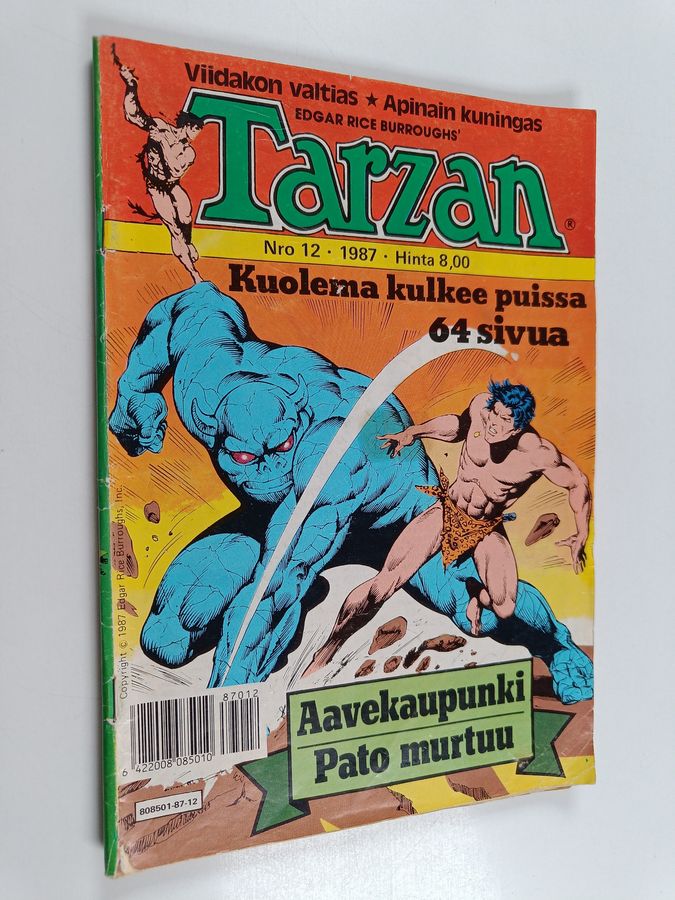 Viidakon valtias ★ Apinain kuningas
EDGAR RICE BURROUGHS'
Tarzan®
Nro 12 · 1987 · Hinta 8,00
Kuolema kulkee puissa
64 sivua
Copyright © 1987 Edgar Rice Burroughs, Inc.
87012
6 422008 085010
808501-87-12
Aavekaupunki
Pato murtuu